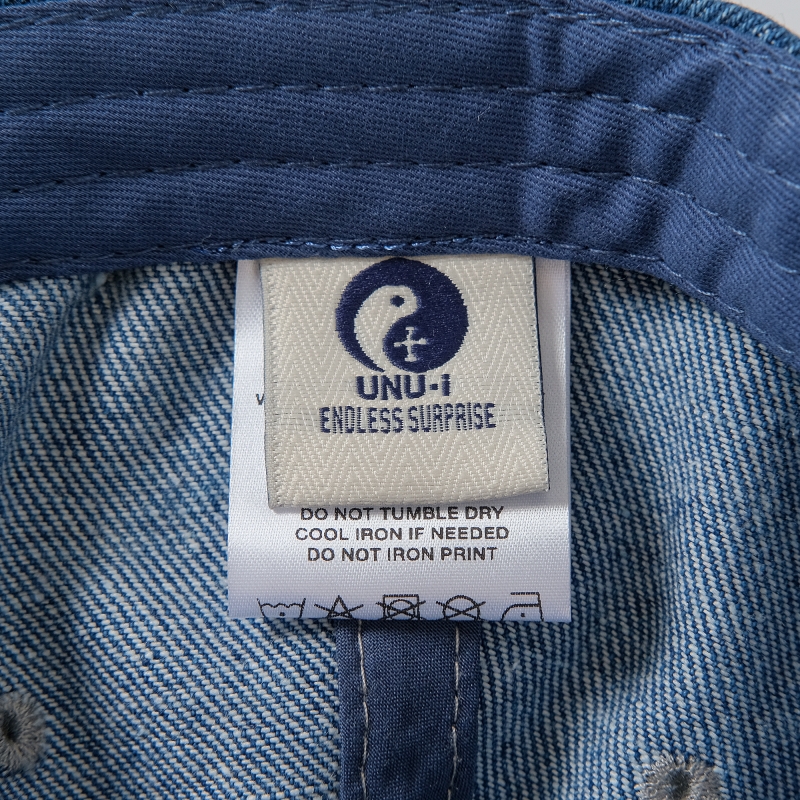 UNU-i
ENDLESS SURPRISE
DO NOT TUMBLE DRY
COOL IRON IF NEEDED
DO NOT IRON PRINT